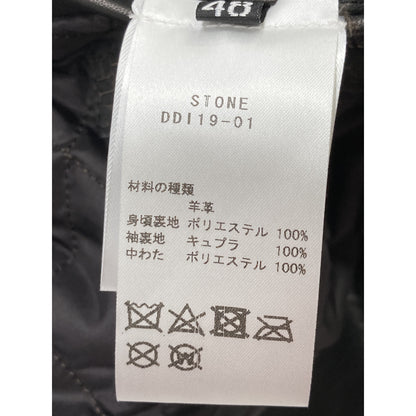 48
STONE
DDI19-01
材料の種類
羊革
身頃裏地 ポリエステル 100%
袖裏地 キュプラ 100%
中わた ポリエステル 100%